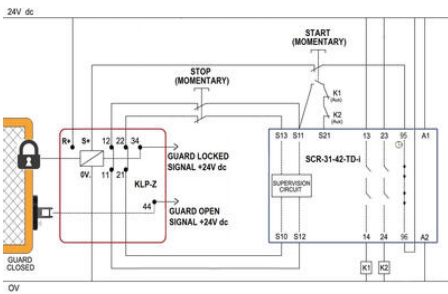 24V dc
START
(MOMENTARY)
STOP
(MOMENTARY)
K1
(Aux)
K2
(Aux)
R+ S+ 12 22 34
GUARD LOCKED
SIGNAL +24V dc
0V. 11 21
KLP-Z
44
GUARD OPEN
SIGNAL +24V dc
S13 S11 S21 13 23 95 A1
SCR-31-42-TD-i
SUPERVISION
CIRCUIT
S10 S12 14 24 96 A2
K1 K2
GUARD
CLOSED
OV